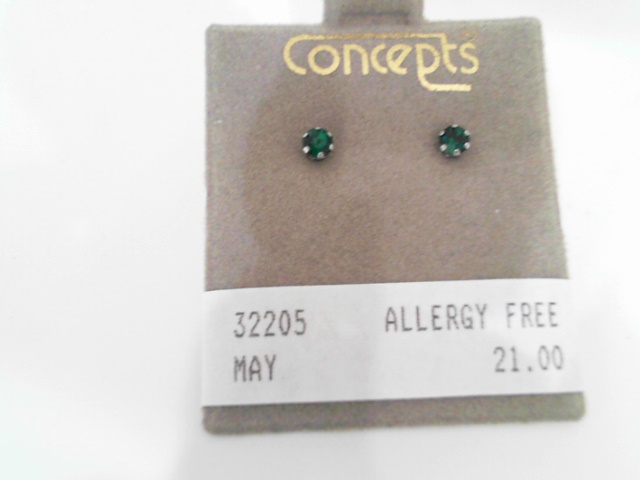 Concepts
32205 ALLERGY FREE
MAY 21.00